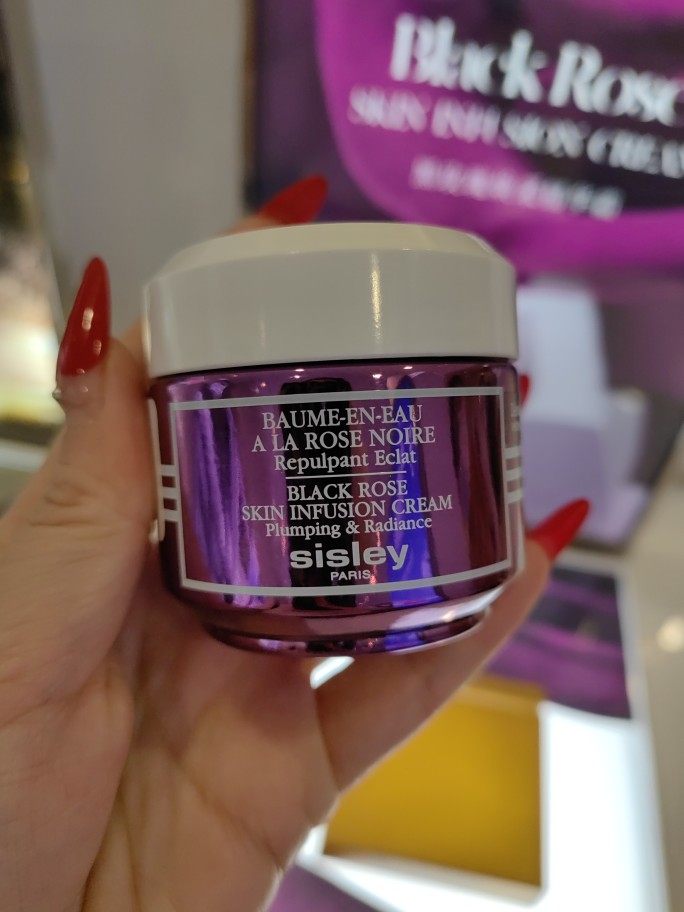 Black Rose
SKIN INFUSION CREAM
BAUME-EN-EAU
A LA ROSE NOIRE
Repulpant Eclat
BLACK ROSE
SKIN INFUSION CREAM
Plumping & Radiance
sisley
PARIS